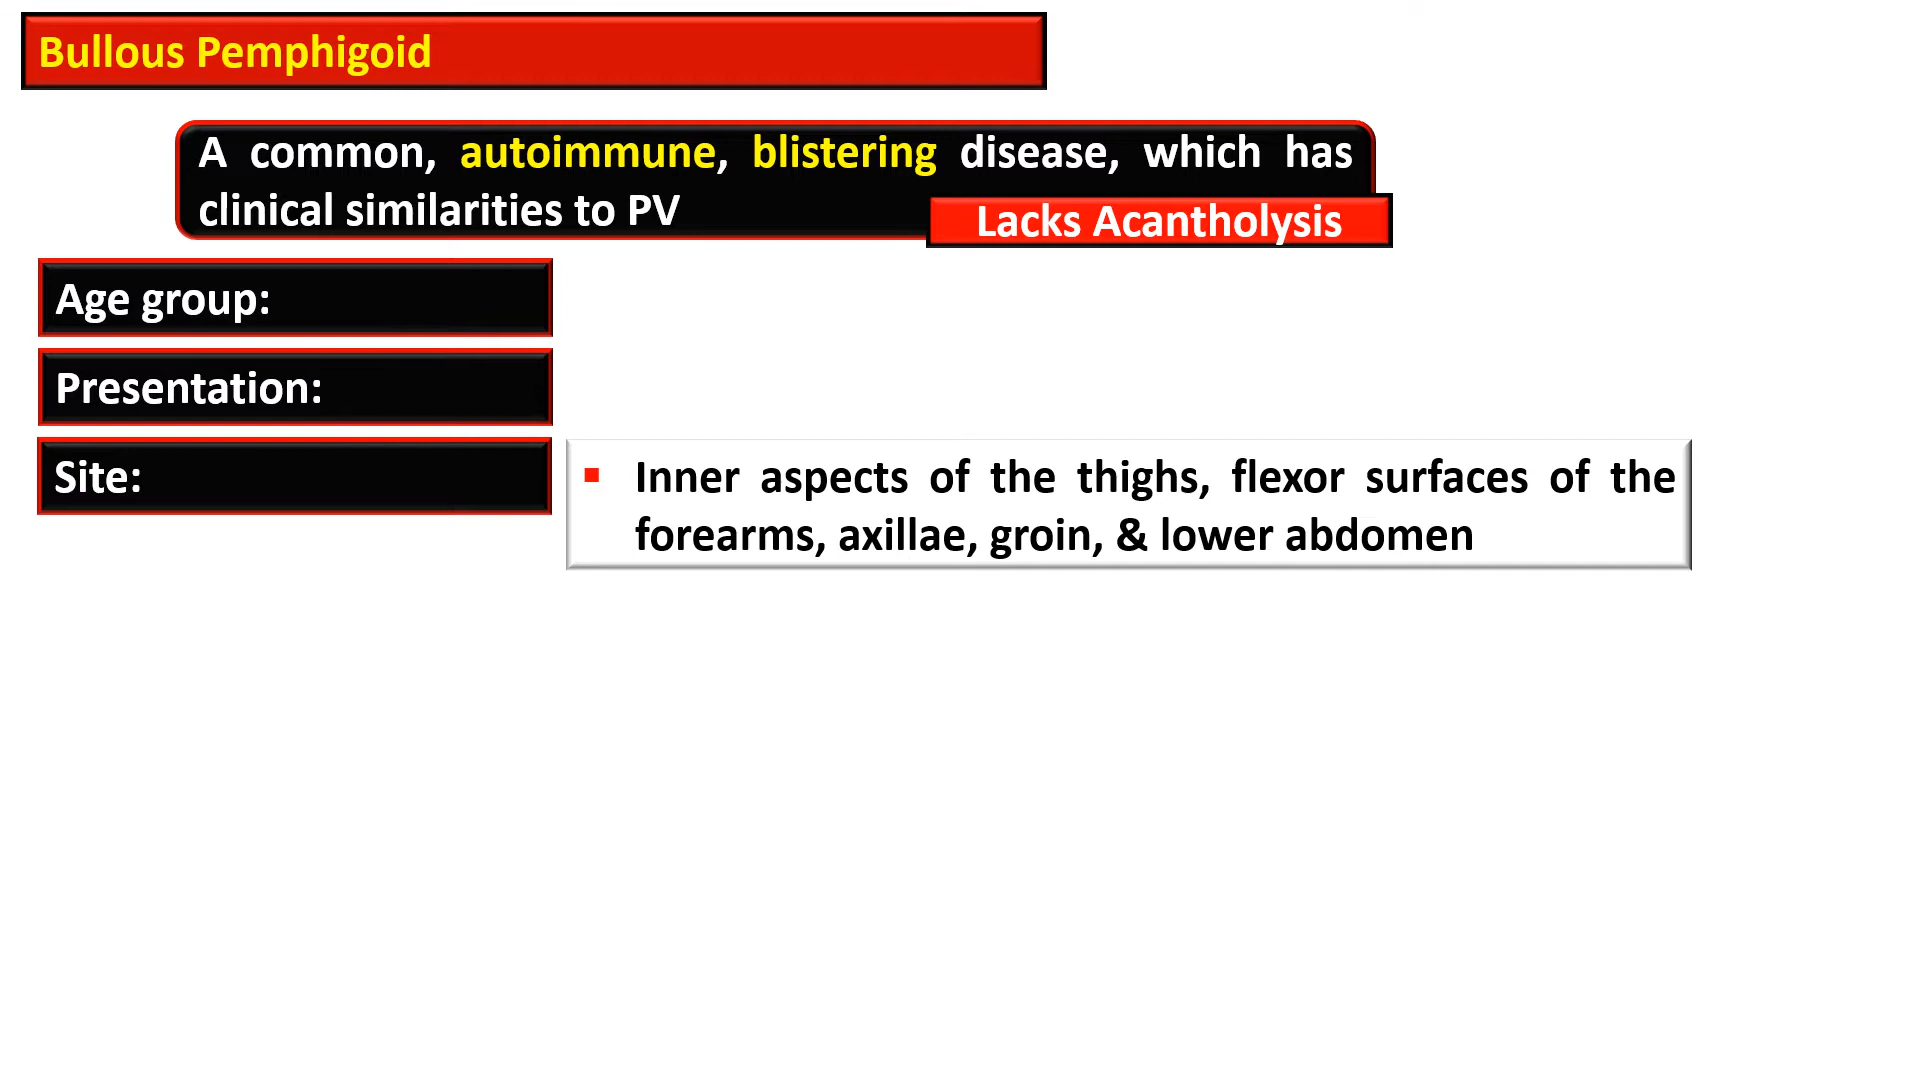 Bullous Pemphigoid
A common, autoimmune, blistering disease, which has
clinical similarities to PV
Lacks Acantholysis
Age group:
Presentation:
Site:
▪ Inner aspects of the thighs, flexor surfaces of the
forearms, axillae, groin, & lower abdomen